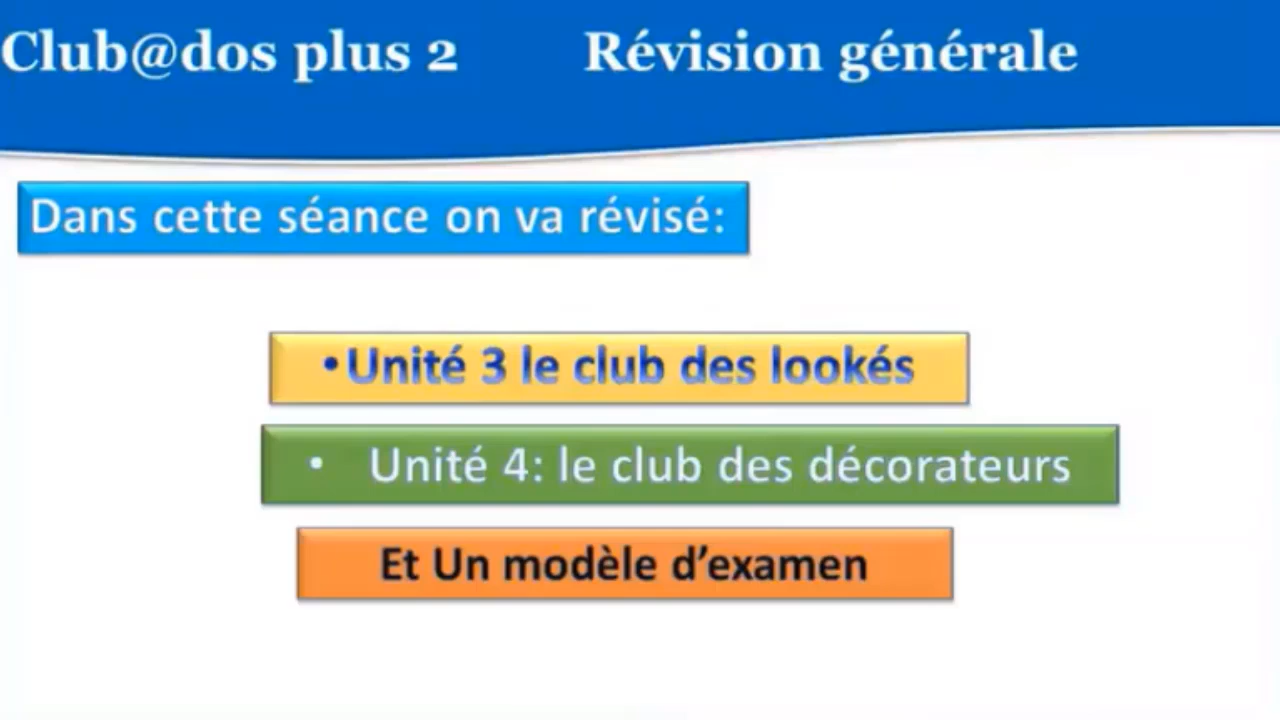 Club@dos plus 2 Révision générale
Dans cette séance on va révisé:
•Unité 3 le club des lookés
• Unité 4: le club des décorateurs
Et Un modèle d’examen